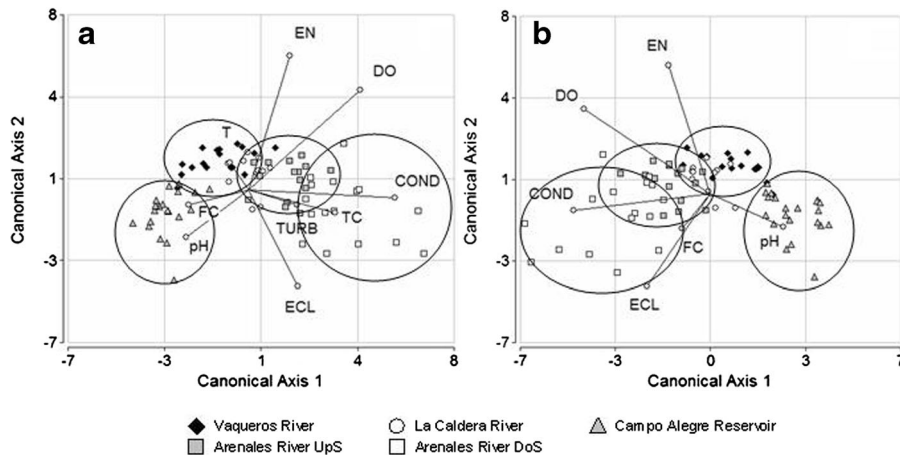 a
b
8
4
1
-3
-7
-7
-3
1
4
8
Canonical Axis 2
Canonical Axis 1
EN
DO
T
COND
FC
TURB
TC
pH
ECL
8
4
1
-3
-7
-7
-3
0
3
7
Canonical Axis 2
Canonical Axis 1
EN
DO
COND
FC
pH
ECL
Vaqueros River
La Caldera River
Campo Alegre Reservoir
Arenales River UpS
Arenales River DoS